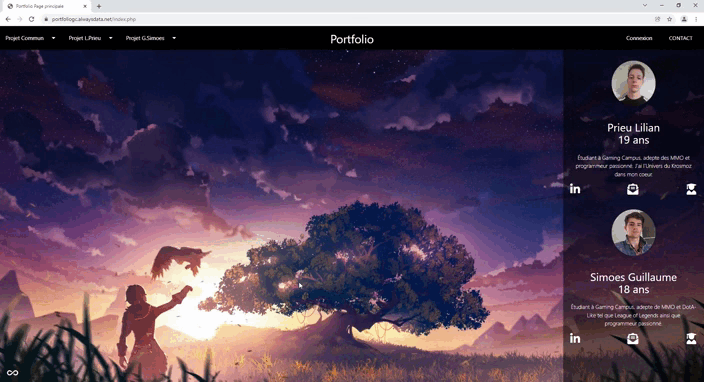 Portfolio Page principale
portfoliogc.alwaysdata.net/index.php
Projet Commun
Projet L.Prieu
Projet G.Simoes
Portfolio
Connexion
CONTACT
Prieu Lilian
19 ans
Étudiant à Gaming Campus, adepte des MMO et
programmeur passionné. J'ai l'Univers du Krosmoz
dans mon coeur.
in
Simoes Guillaume
18 ans
Étudiant à Gaming Campus, adepte de MMO et DotA-
Like tel que League of Legends ainsi que
programmeur passionné.
in